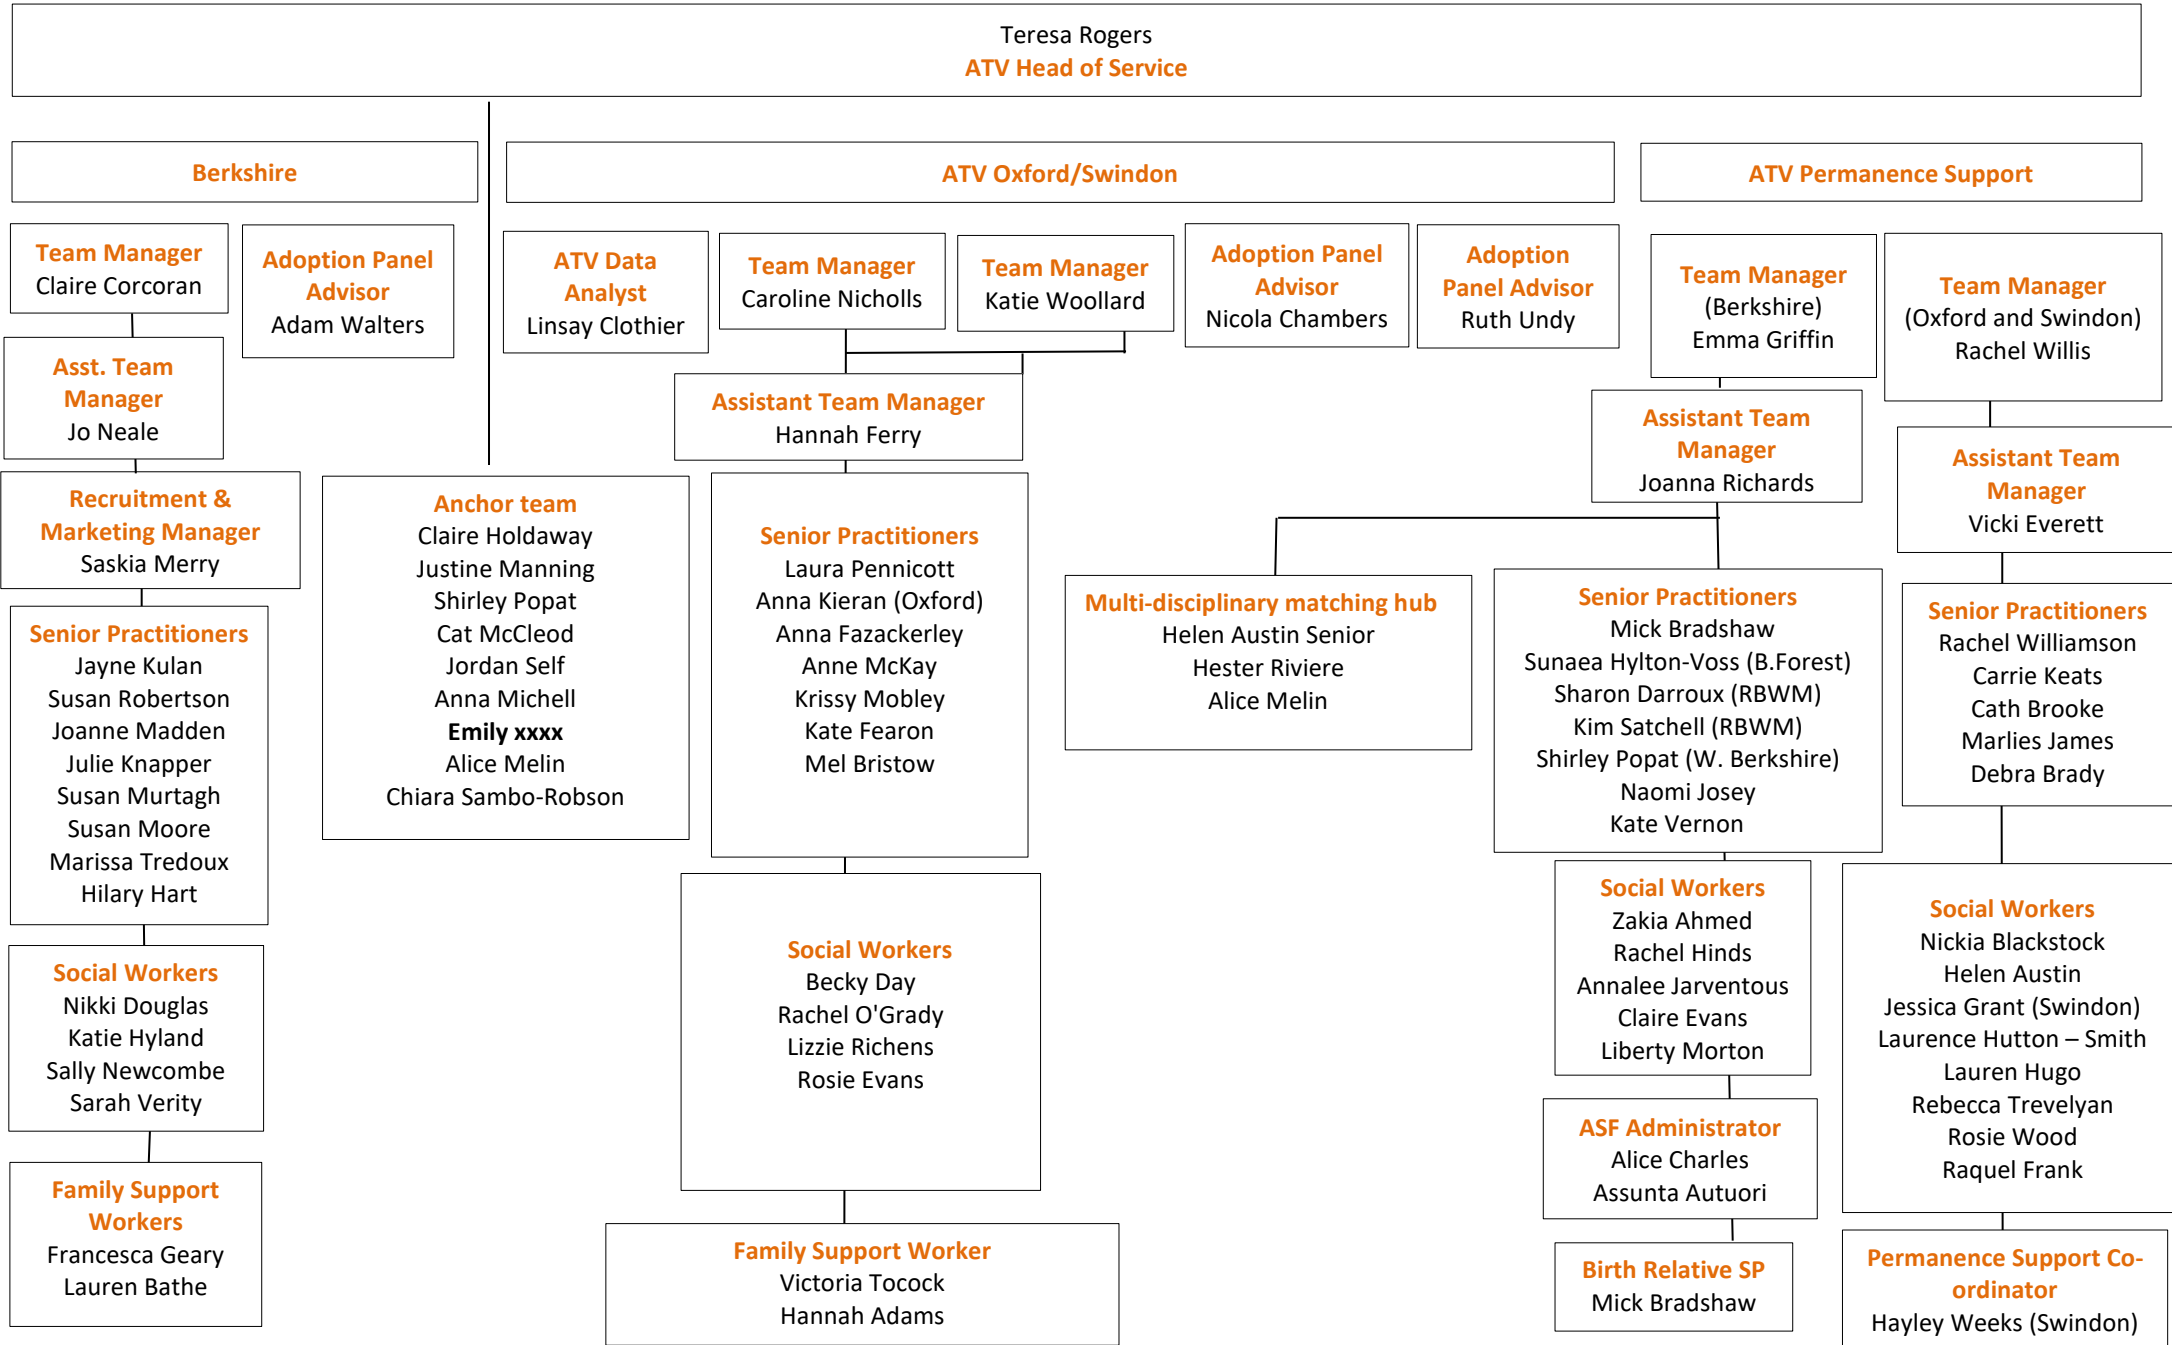 Teresa Rogers
ATV Head of Service
Berkshire
ATV Oxford/Swindon
ATV Permanence Support
Team Manager
Claire Corcoran
Adoption Panel
Advisor
Adam Walters
Asst. Team
Manager
Jo Neale
Recruitment &
Marketing Manager
Saskia Merry
Senior Practitioners
Jayne Kulan
Susan Robertson
Joanne Madden
Julie Knapper
Susan Murtagh
Susan Moore
Marissa Tredoux
Hilary Hart
Social Workers
Nikki Douglas
Katie Hyland
Sally Newcombe
Sarah Verity
Family Support
Workers
Francesca Geary
Lauren Bathe
Anchor team
Claire Holdaway
Justine Manning
Shirley Popat
Cat McCleod
Jordan Self
Anna Michell
Emily xxxx
Alice Melin
Chiara Sambo-Robson
ATV Data
Analyst
Linsay Clothier
Team Manager
Caroline Nicholls
Team Manager
Katie Woollard
Adoption Panel
Advisor
Nicola Chambers
Adoption
Panel Advisor
Ruth Undy
Assistant Team Manager
Hannah Ferry
Senior Practitioners
Laura Pennicott
Anna Kieran (Oxford)
Anna Fazackerley
Anne McKay
Krissy Mobley
Kate Fearon
Mel Bristow
Social Workers
Becky Day
Rachel O'Grady
Lizzie Richens
Rosie Evans
Family Support Worker
Victoria Tocock
Hannah Adams
Team Manager
(Berkshire)
Emma Griffin
Assistant Team
Manager
Joanna Richards
Multi-disciplinary matching hub
Helen Austin Senior
Hester Riviere
Alice Melin
Senior Practitioners
Mick Bradshaw
Sunaea Hylton-Voss (B.Forest)
Sharon Darroux (RBWM)
Kim Satchell (RBWM)
Shirley Popat (W. Berkshire)
Naomi Josey
Kate Vernon
Social Workers
Zakia Ahmed
Rachel Hinds
Annalee Jarventous
Claire Evans
Liberty Morton
ASF Administrator
Alice Charles
Assunta Autuori
Birth Relative SP
Mick Bradshaw
Team Manager
(Oxford and Swindon)
Rachel Willis
Assistant Team
Manager
Vicki Everett
Senior Practitioners
Rachel Williamson
Carrie Keats
Cath Brooke
Marlies James
Debra Brady
Social Workers
Nickia Blackstock
Helen Austin
Jessica Grant (Swindon)
Laurence Hutton – Smith
Lauren Hugo
Rebecca Trevelyan
Rosie Wood
Raquel Frank
Permanence Support Co-
ordinator
Hayley Weeks (Swindon)